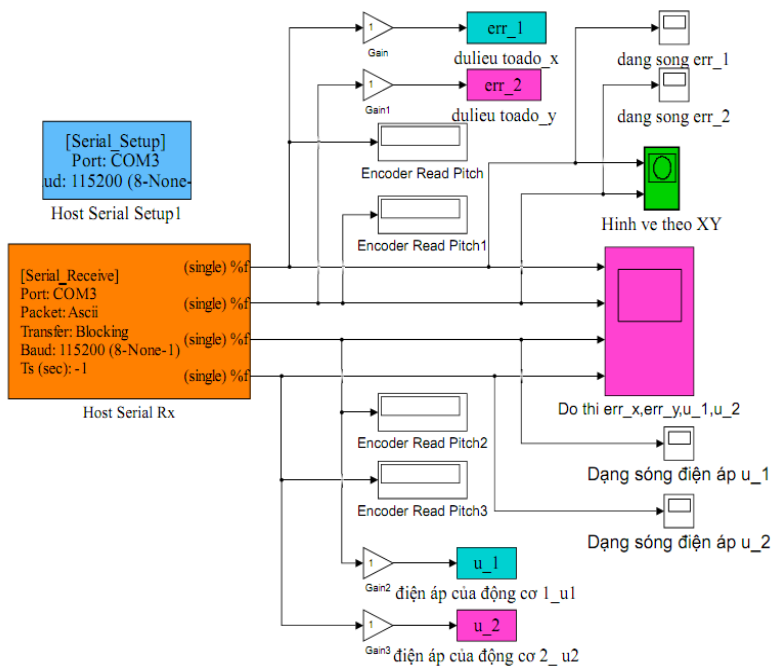 1
Gain
err_1
dulieu toado_x
dang song err_1
1
Gain1
err_2
dulieu toado_y
dang song err_2
[Serial_Setup]
Port: COM3
ud: 115200 (8-None-
Host Serial Setup1
Encoder Read Pitch
Encoder Read Pitch1
Hinh ve theo XY
[Serial_Receive]
Port: COM3
Packet: Ascii
Transfer: Blocking
Baud: 115200 (8-None-1)
Ts (sec): -1
(single) %f
(single) %f
(single) %f
(single) %f
Host Serial Rx
Do thi err_x,err_y,u_1,u_2
Encoder Read Pitch2
Encoder Read Pitch3
Dạng sóng điện áp u_1
Dạng sóng điện áp u_2
1
Gain2
u_1
điện áp của động cơ 1_u1
1
Gain3
u_2
điện áp của động cơ 2_ u2